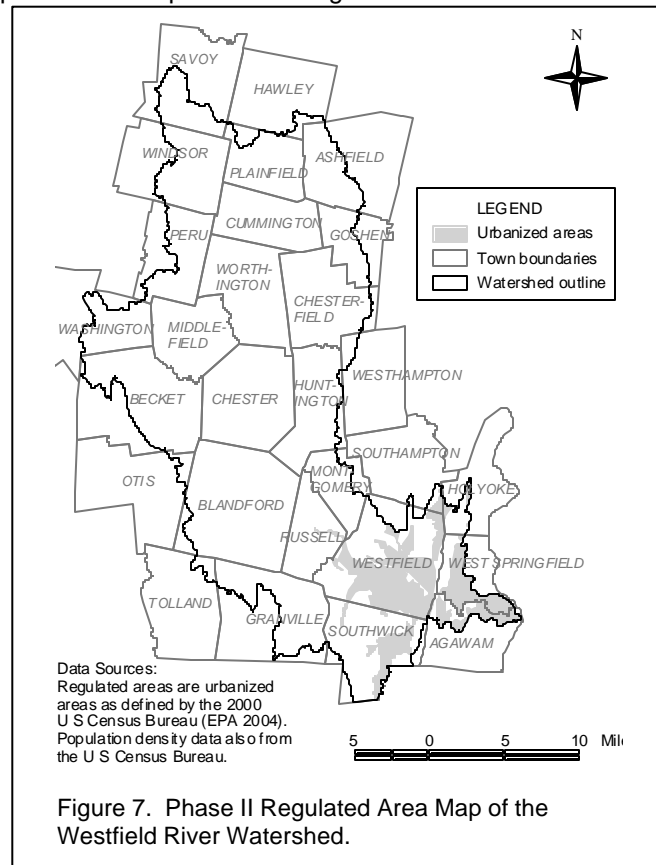 N
SAVOY
HAWLEY
WINDSOR
PLAINFIELD
ASHFIELD
LEGEND
Urbanized areas
Town boundaries
Watershed outline
PERU
CUMMINGTON
GOSHEN
WORTH-
INGTON
CHESTER-
FIELD
WASHINGTON
MIDDLE-
FIELD
BECKET
CHESTER
HUNT-
INGTON
WESTHAMPTON
SOUTHAMPTON
OTIS
BLANDFORD
MONT
GOMERY
HOLYOKE
RUSSELL
WESTFIELD
WEST SPRINGFIELD
TOLLAND
GRANVILLE
SOUTHWICK
AGAWAM
Data Sources:
Regulated areas are urbanized
areas as defined by the 2000
U S Census Bureau (EPA 2004).
Population density data also from
the U S Census Bureau.
5 0 5 10 Mile
Figure 7. Phase II Regulated Area Map of the
Westfield River Watershed.